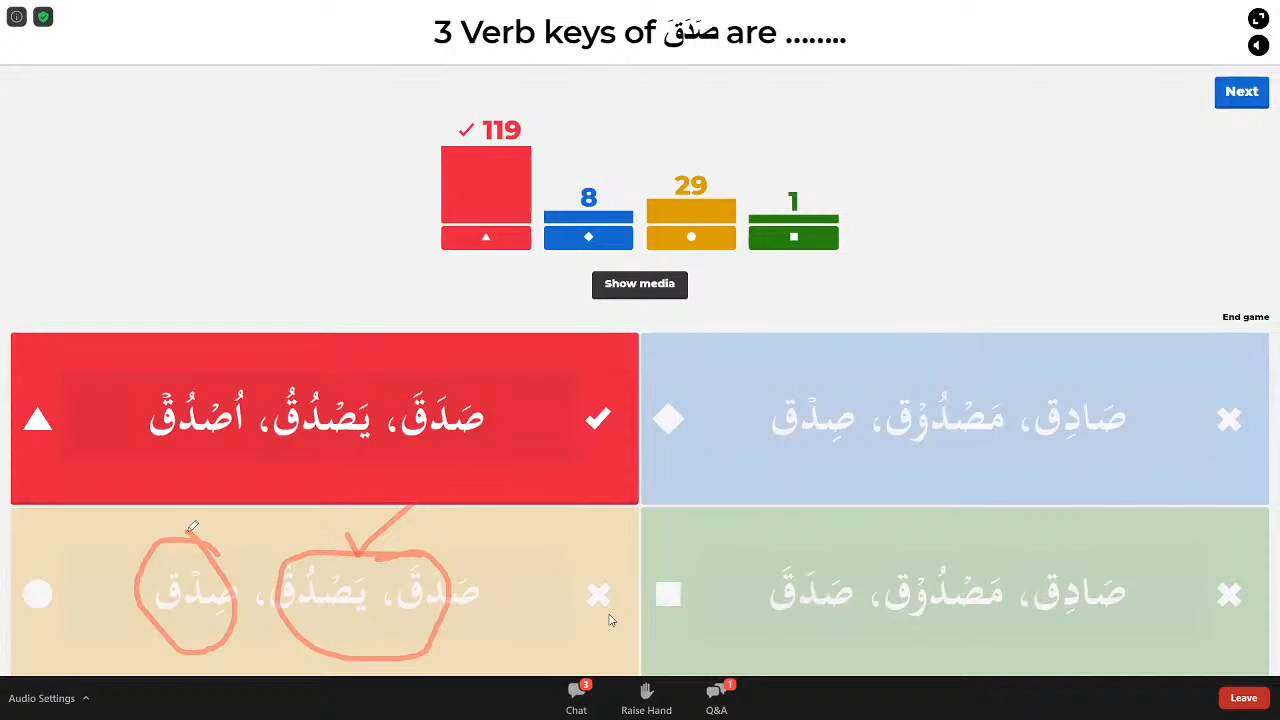 3 Verb keys of صَدَقَ are ........
Next
119
8
29
1
Show media
End game
صَدَقَ، يَصْدُقُ، اُصْدُقْ
صَادِق، مَصْدُوْق، صِدْق
صَدَقَ، يَصْدُقُ، صِدْق
صَادِق، مَصْدُوْق، صَدَقَ
Audio Settings
3
1
Chat
Raise Hand
Q&A
Leave